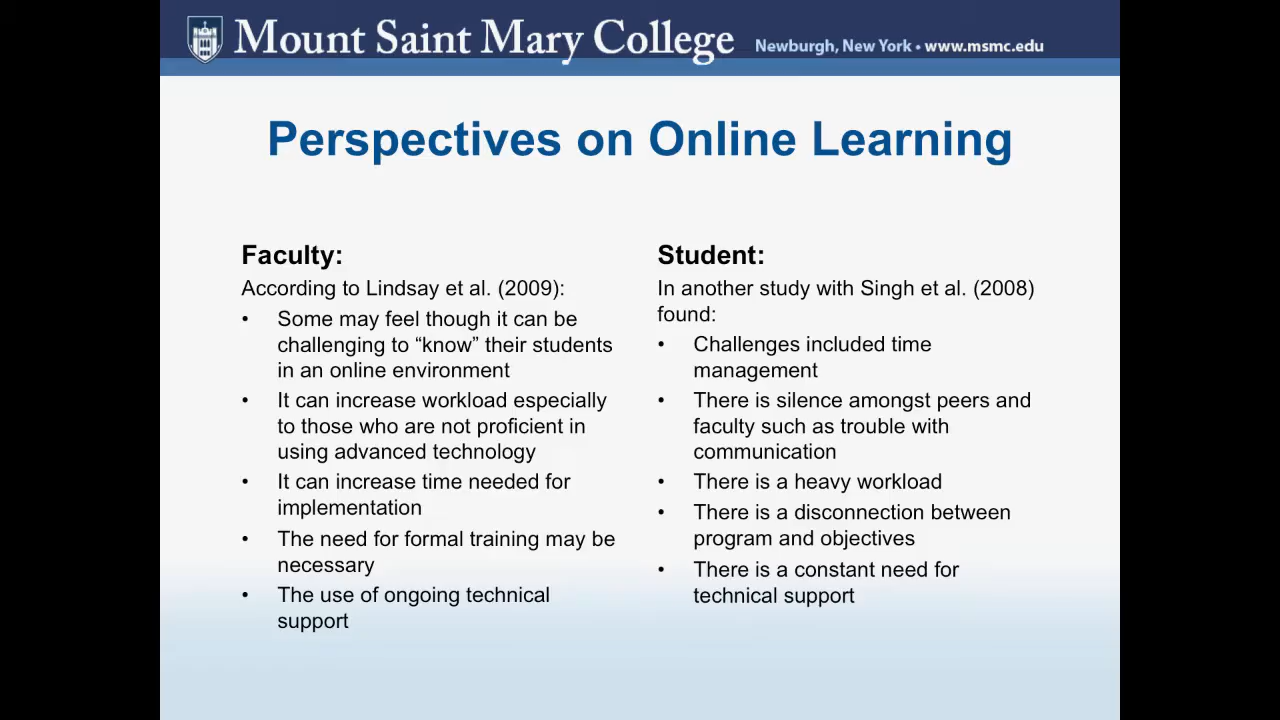 Mount Saint Mary College Newburgh, New York • www.msmc.edu
Perspectives on Online Learning
Faculty:
According to Lindsay et al. (2009):
• Some may feel though it can be
challenging to “know” their students
in an online environment
• It can increase workload especially
to those who are not proficient in
using advanced technology
• It can increase time needed for
implementation
• The need for formal training may be
necessary
• The use of ongoing technical
support
Student:
In another study with Singh et al. (2008)
found:
• Challenges included time
management
• There is silence amongst peers and
faculty such as trouble with
communication
• There is a heavy workload
• There is a disconnection between
program and objectives
• There is a constant need for
technical support